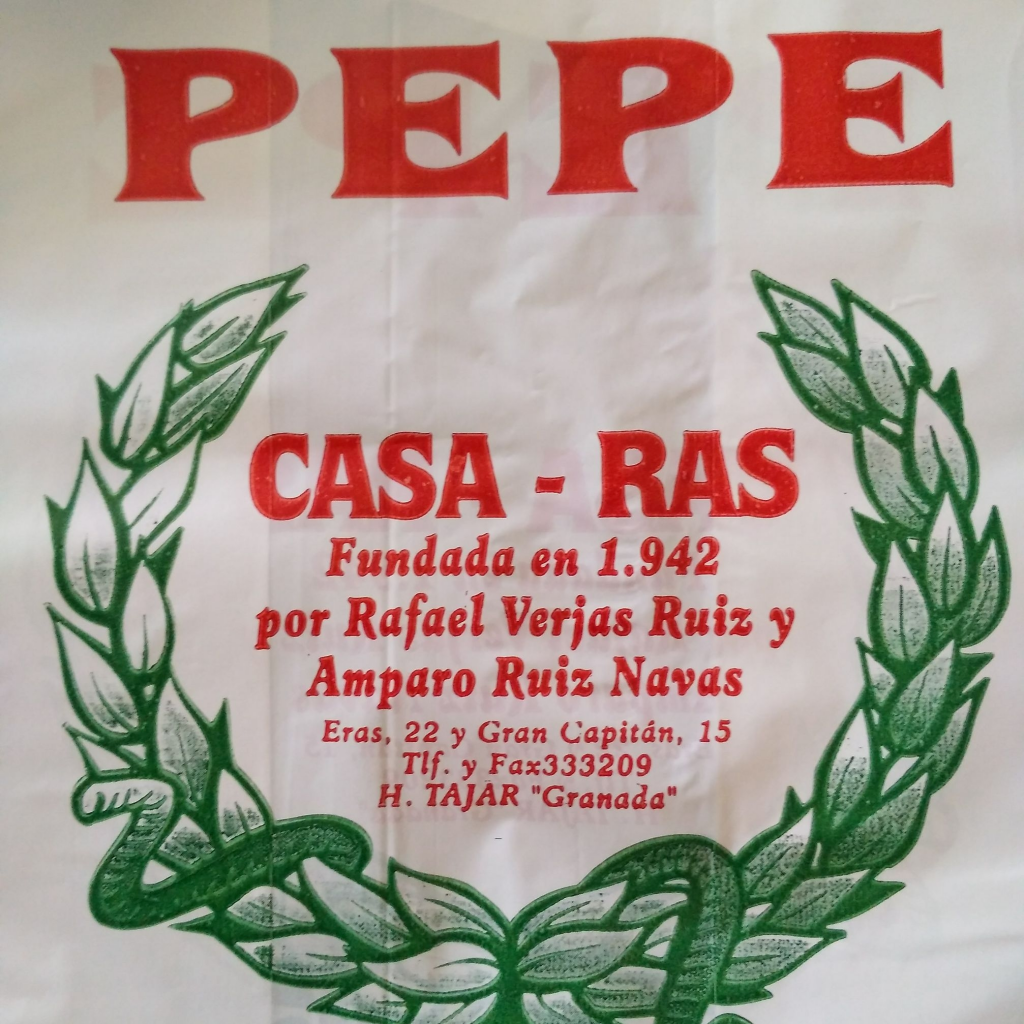 PEPE
CASA - RAS
Fundada en 1.942
por Rafael Verjas Ruiz y
Amparo Ruiz Navas
Eras, 22 y Gran Capitán, 15
Tlf. y Fax333209
H. TAJAR "Granada"